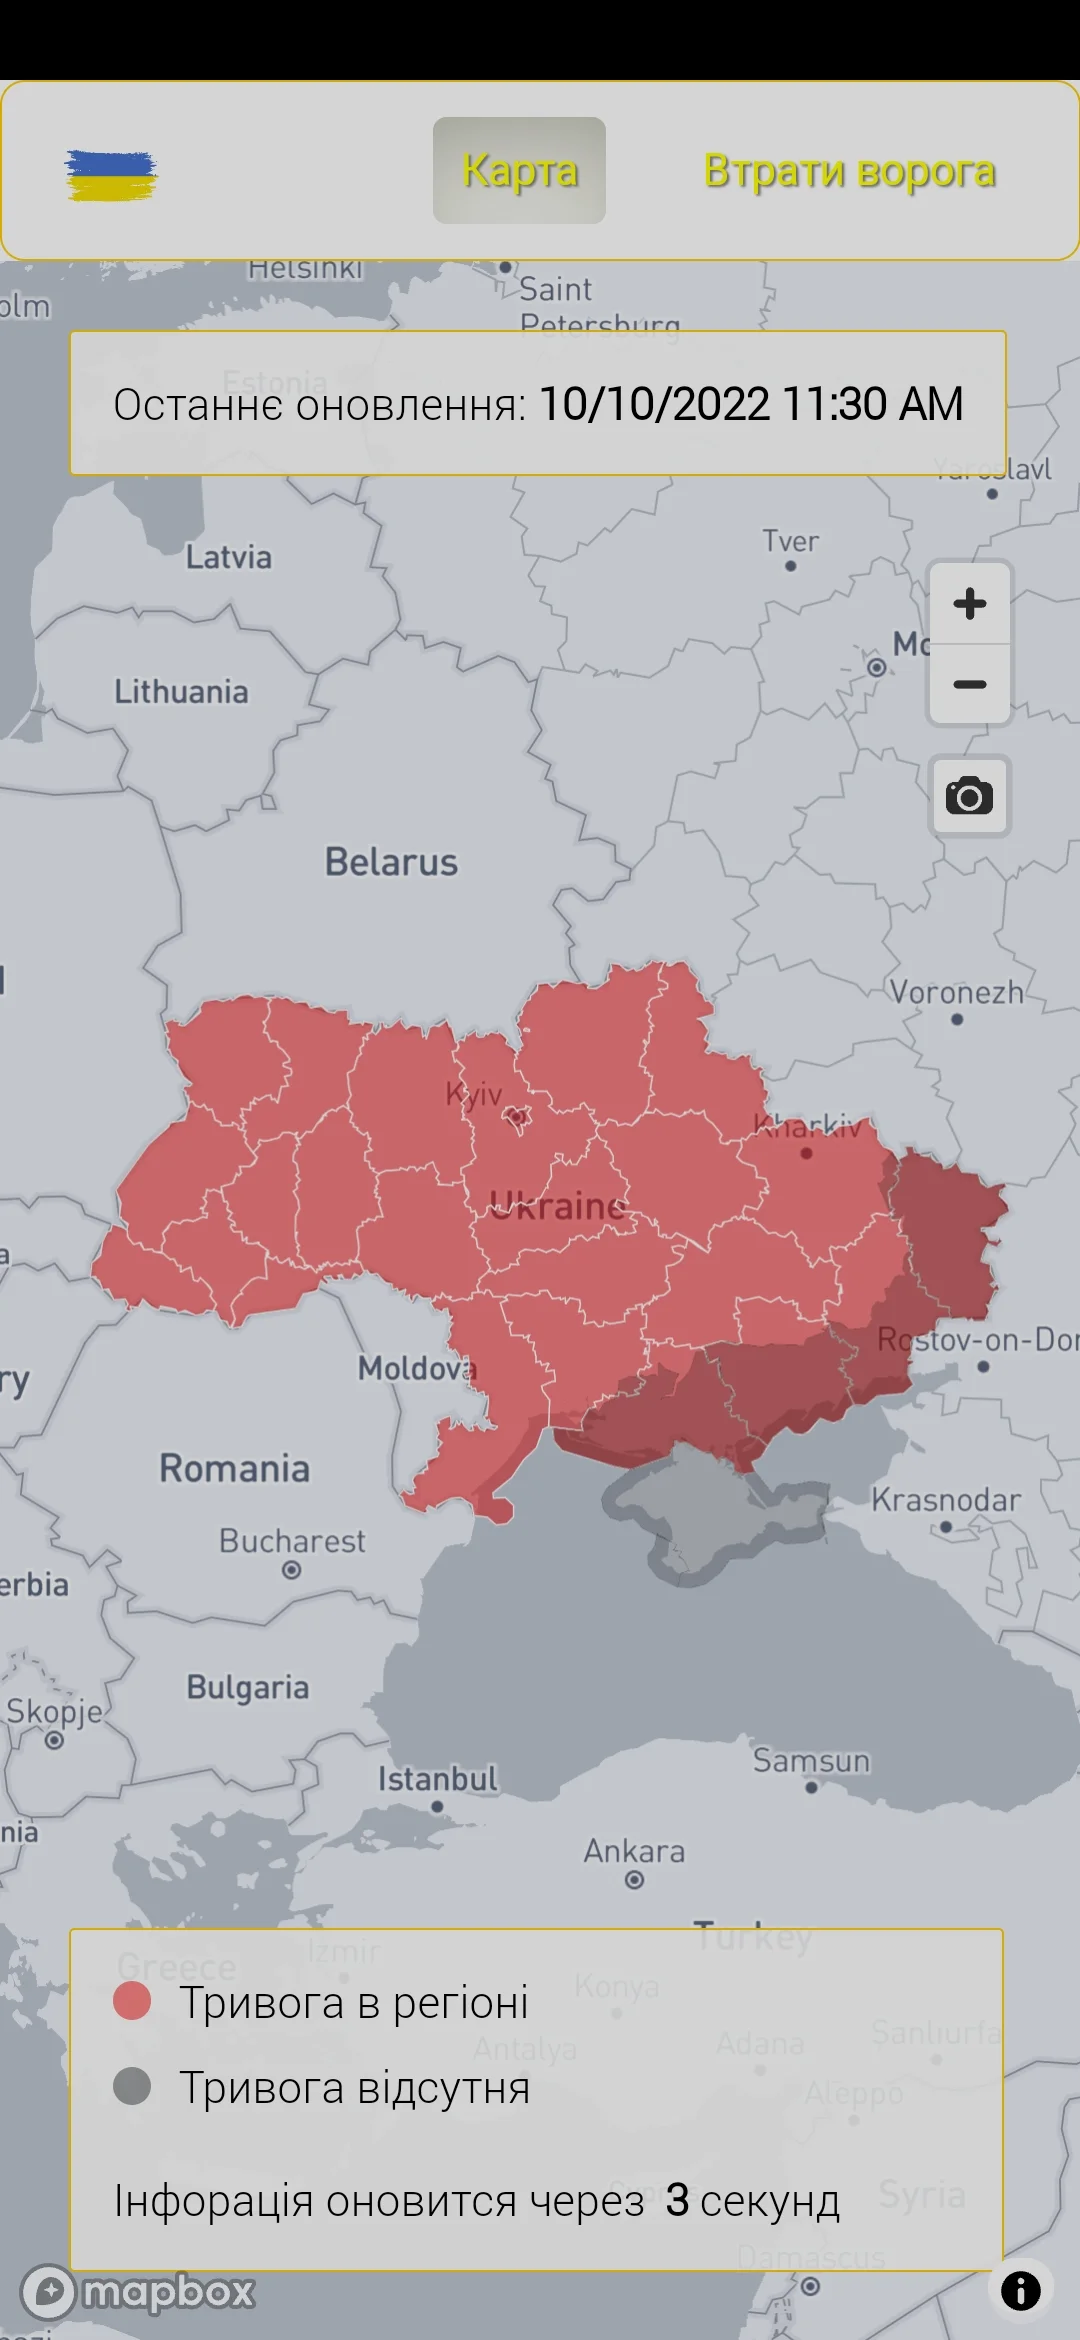 Карта
Втрати ворога
Helsinki
Saint
Petersburg
olm
Estonia
Останнє оновлення: 10/10/2022 11:30 AM
Yaroslavl
Tver
Latvia
Mo
Lithuania
Belarus
Voronezh
Kyiv
Kharkiv
Ukraine
a
Rostov-on-Don
Moldova
ry
Romania
Krasnodar
Bucharest
erbia
Bulgaria
Skopje
Samsun
Istanbul
nia
Ankara
Turkey
Izmir
Greece
Konya
Тривога в регіоні
Şanlıurfa
Antalya
Adana
Тривога відсутня
Aleppo
Cyprus
Syria
Інфорація оновится через 3 секунд
Damascus
mapbox